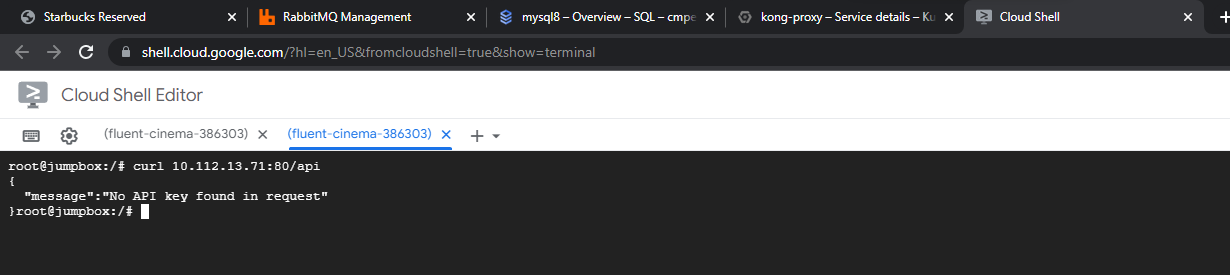 Starbucks Reserved
RabbitMQ Management
mysql8 – Overview – SQL – cmpe
kong-proxy – Service details – Ku
Cloud Shell
shell.cloud.google.com/?hl=en_US&fromcloudshell=true&show=terminal
Cloud Shell Editor
(fluent-cinema-386303)
(fluent-cinema-386303)
root@jumpbox:/# curl 10.112.13.71:80/api
{
  "message":"No API key found in request"
}root@jumpbox:/#